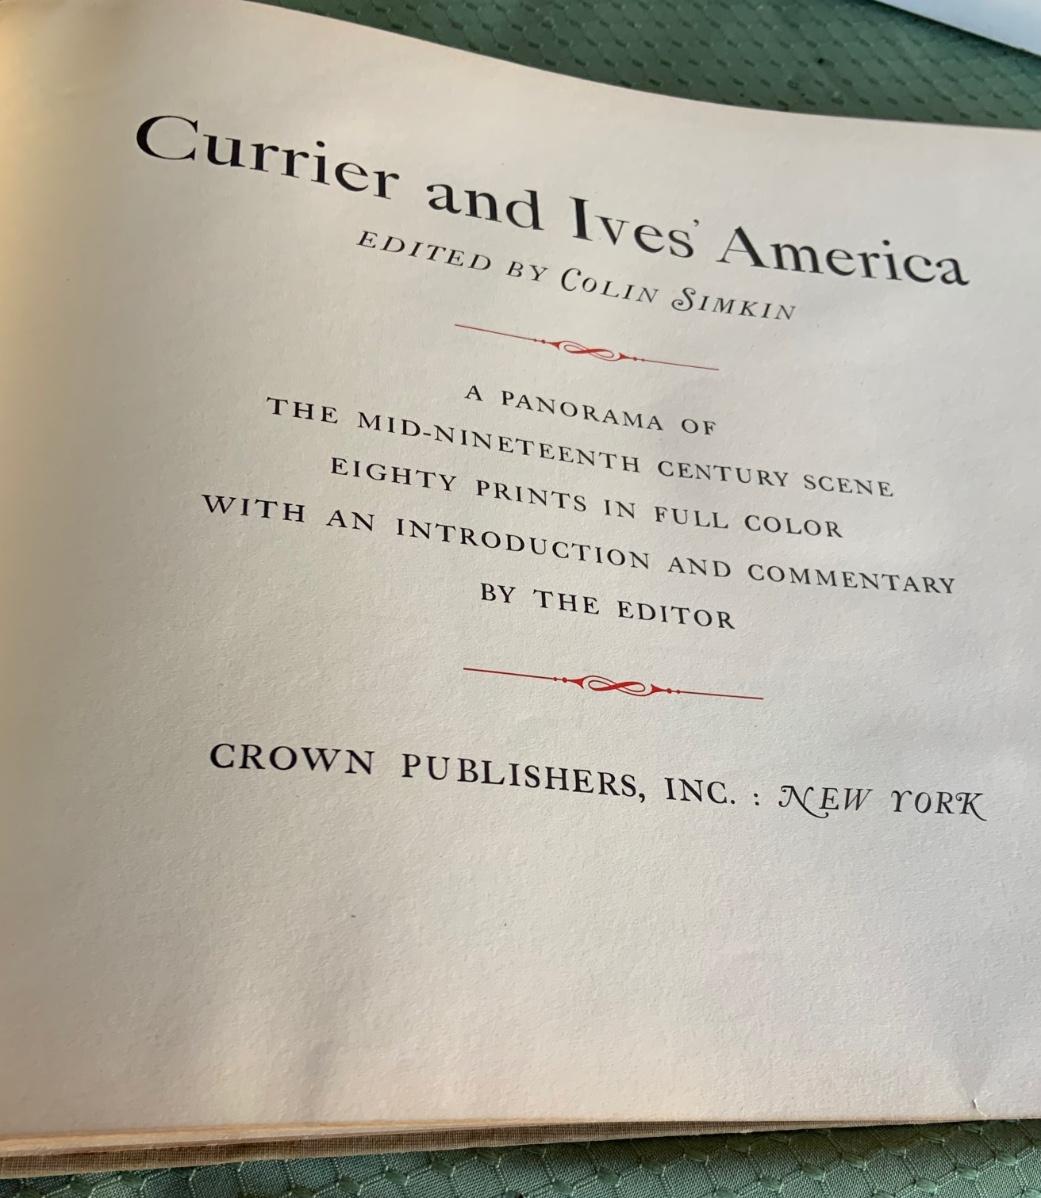 Currier and Ives' America
EDITED BY COLIN SIMKIN
A PANORAMA OF
THE MID-NINETEENTH CENTURY SCENE
EIGHTY PRINTS IN FULL COLOR
WITH AN INTRODUCTION AND COMMENTARY
BY THE EDITOR
CROWN PUBLISHERS, INC. : NEW YORK